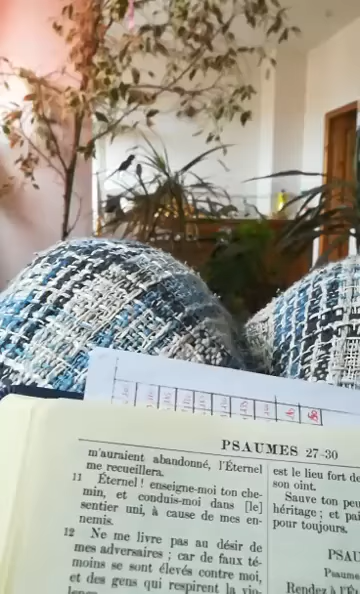 PSAUMES 27-30
m'auraient abandonné, l'Éternel
me recueillera.
11 Éternel ! enseigne-moi ton che-
min, et conduis-moi dans [le]
sentier uni, à cause de mes en-
nemis.
12 Ne me livre pas au désir de
mes adversaires ; car de faux té-
moins se sont élevés contre moi,
et des gens qui respirent la vio-
est le lieu fort de
son oint.
Sauve ton peu
héritage ; et pai
pour toujours.
PSAU
Psaume
Rendez à l'É